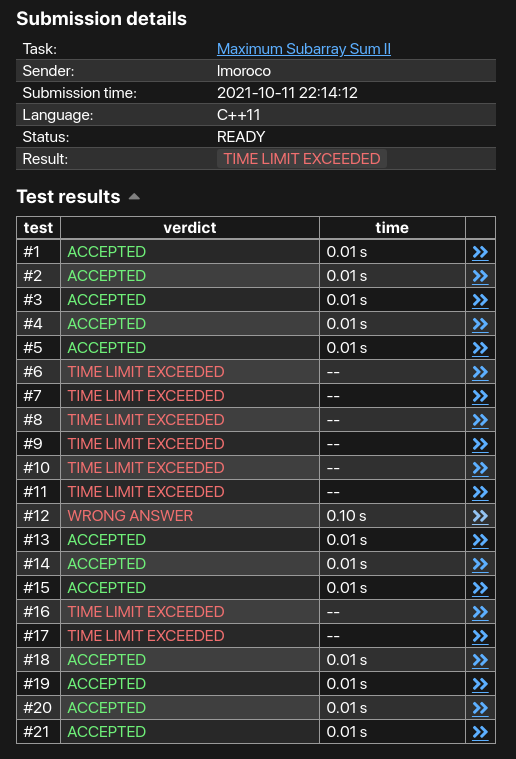 Submission details
Task: Maximum Subarray Sum II
Sender: lmoroco
Submission time: 2021-10-11 22:14:12
Language: C++11
Status: READY
Result: TIME LIMIT EXCEEDED
Test results
test verdict time
#1 ACCEPTED 0.01 s
#2 ACCEPTED 0.01 s
#3 ACCEPTED 0.01 s
#4 ACCEPTED 0.01 s
#5 ACCEPTED 0.01 s
#6 TIME LIMIT EXCEEDED --
#7 TIME LIMIT EXCEEDED --
#8 TIME LIMIT EXCEEDED --
#9 TIME LIMIT EXCEEDED --
#10 TIME LIMIT EXCEEDED --
#11 TIME LIMIT EXCEEDED --
#12 WRONG ANSWER 0.10 s
#13 ACCEPTED 0.01 s
#14 ACCEPTED 0.01 s
#15 ACCEPTED 0.01 s
#16 TIME LIMIT EXCEEDED --
#17 TIME LIMIT EXCEEDED --
#18 ACCEPTED 0.01 s
#19 ACCEPTED 0.01 s
#20 ACCEPTED 0.01 s
#21 ACCEPTED 0.01 s